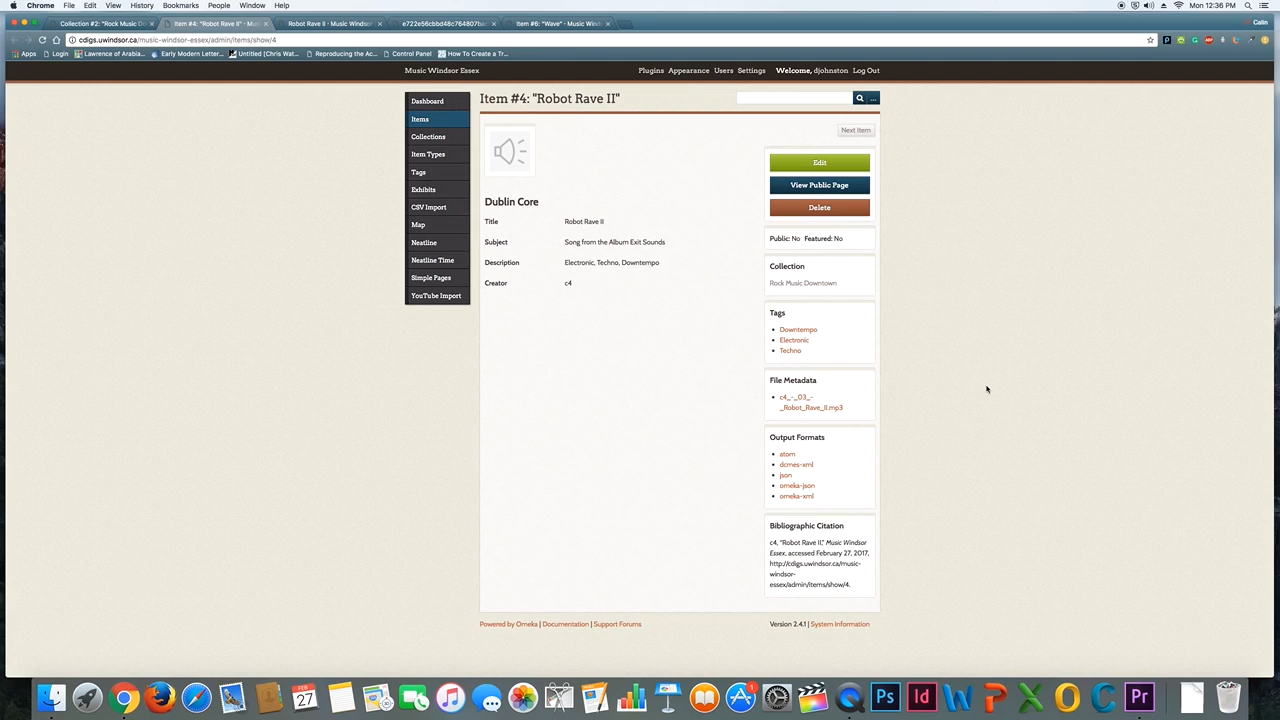 Chrome File Edit View History Bookmarks People Window Help Mon 12:36 PM
Collection #2: "Rock Music Do Item #4: "Robot Rave II" · Mus Robot Rave II · Music Windsor e722e56cbbd48c764807ba Item #6: "Wave" · Music Wind Calin
cdigs.uwindsor.ca/music-windsor-essex/admin/items/show/4
Apps Login Lawrence of Arabia... Early Modern Letter... Untitled (Chris Wat... Reproducing the Ac... Control Panel How To Create a Tr...
Music Windsor Essex Plugins Appearance Users Settings Welcome, djohnston Log Out
Dashboard
Items
Collections
Item Types
Tags
Exhibits
CSV Import
Map
Neatline
Neatline Time
Simple Pages
YouTube Import
Item #4: "Robot Rave II" ...
Next Item
Dublin Core
Title Robot Rave II
Subject Song from the Album Exit Sounds
Description Electronic, Techno, Downtempo
Creator c4
Edit
View Public Page
Delete
Public: No Featured: No
Collection
Rock Music Downtown
Tags
• Downtempo
• Electronic
• Techno
File Metadata
• c4_-_03_-
_Robot_Rave_II.mp3
Output Formats
• atom
• dcmes-xml
• json
• omeka-json
• omeka-xml
Bibliographic Citation
c4, "Robot Rave II," Music Windsor
Essex, accessed February 27, 2017,
http://cdigs.uwindsor.ca/music-
windsor-
essex/admin/items/show/4.
Powered by Omeka | Documentation | Support Forums Version 2.4.1 | System Information
FEB
27
1
Ps Id W P X O C Pr